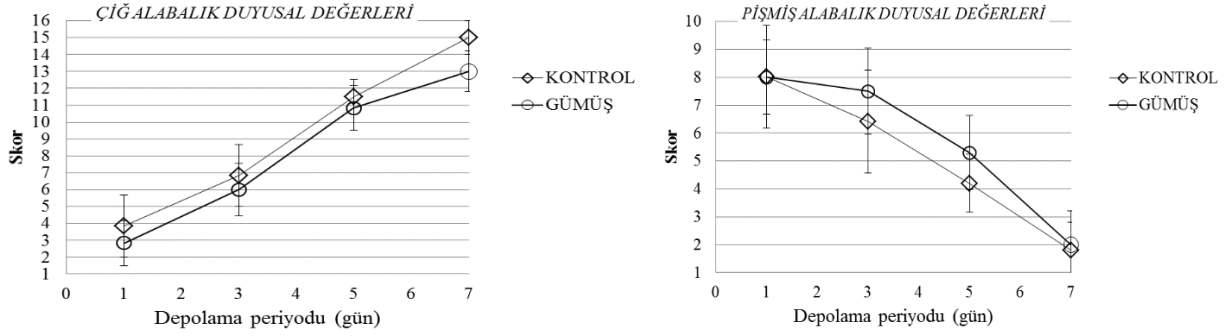 ÇİĞ ALABALIK DUYUSAL DEĞERLERİ
16
15
14
13
12
11
10
9
8
7
6
5
4
3
2
1
Skor
0 1 2 3 4 5 6 7
Depolama periyodu (gün)
KONTROL
GÜMÜŞ
PİŞMİŞ ALABALIK DUYUSAL DEĞERLERİ
10
9
8
7
6
5
4
3
2
1
Skor
0 1 2 3 4 5 6 7
Depolama periyodu (gün)
KONTROL
GÜMÜŞ